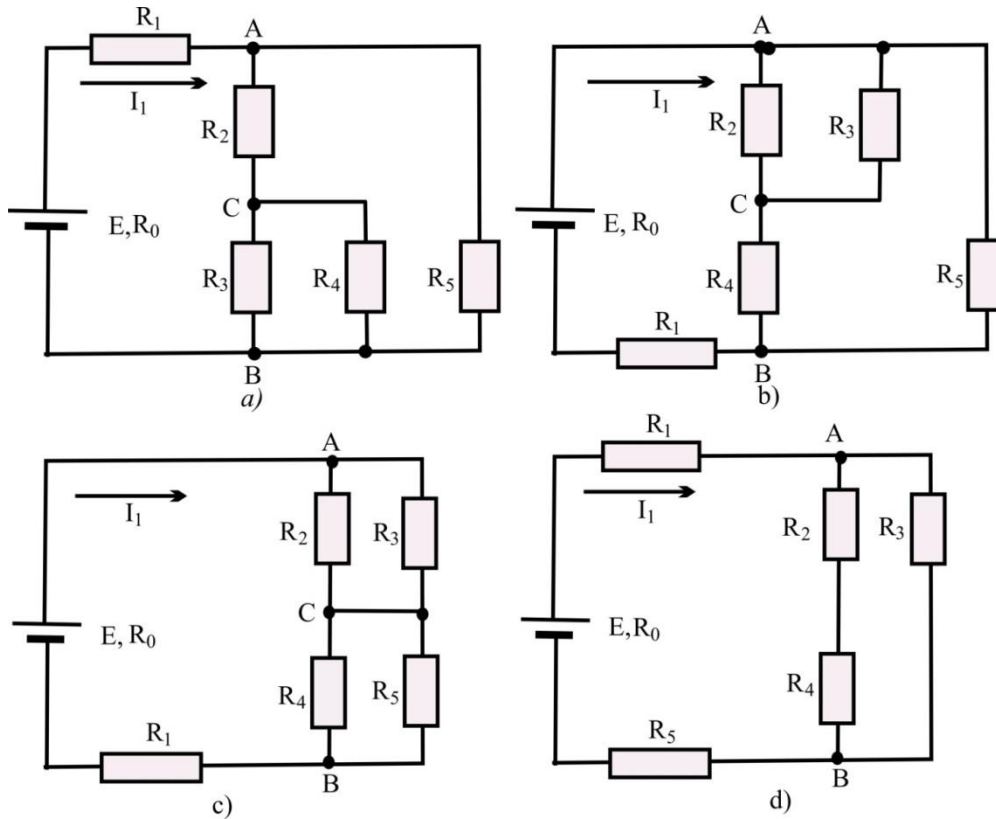 R₁ A
I₁
R₂
C
E,R₀ R₃ R₄ R₅
B
a)
A
I₁ R₂ R₃
C
E, R₀ R₄ R₅
R₁
B
b)
A
I₁ R₂ R₃
C
E, R₀
R₄ R₅
R₁
B
c)
R₁ A
I₁ R₂ R₃
E, R₀
R₄
R₅
B
d)